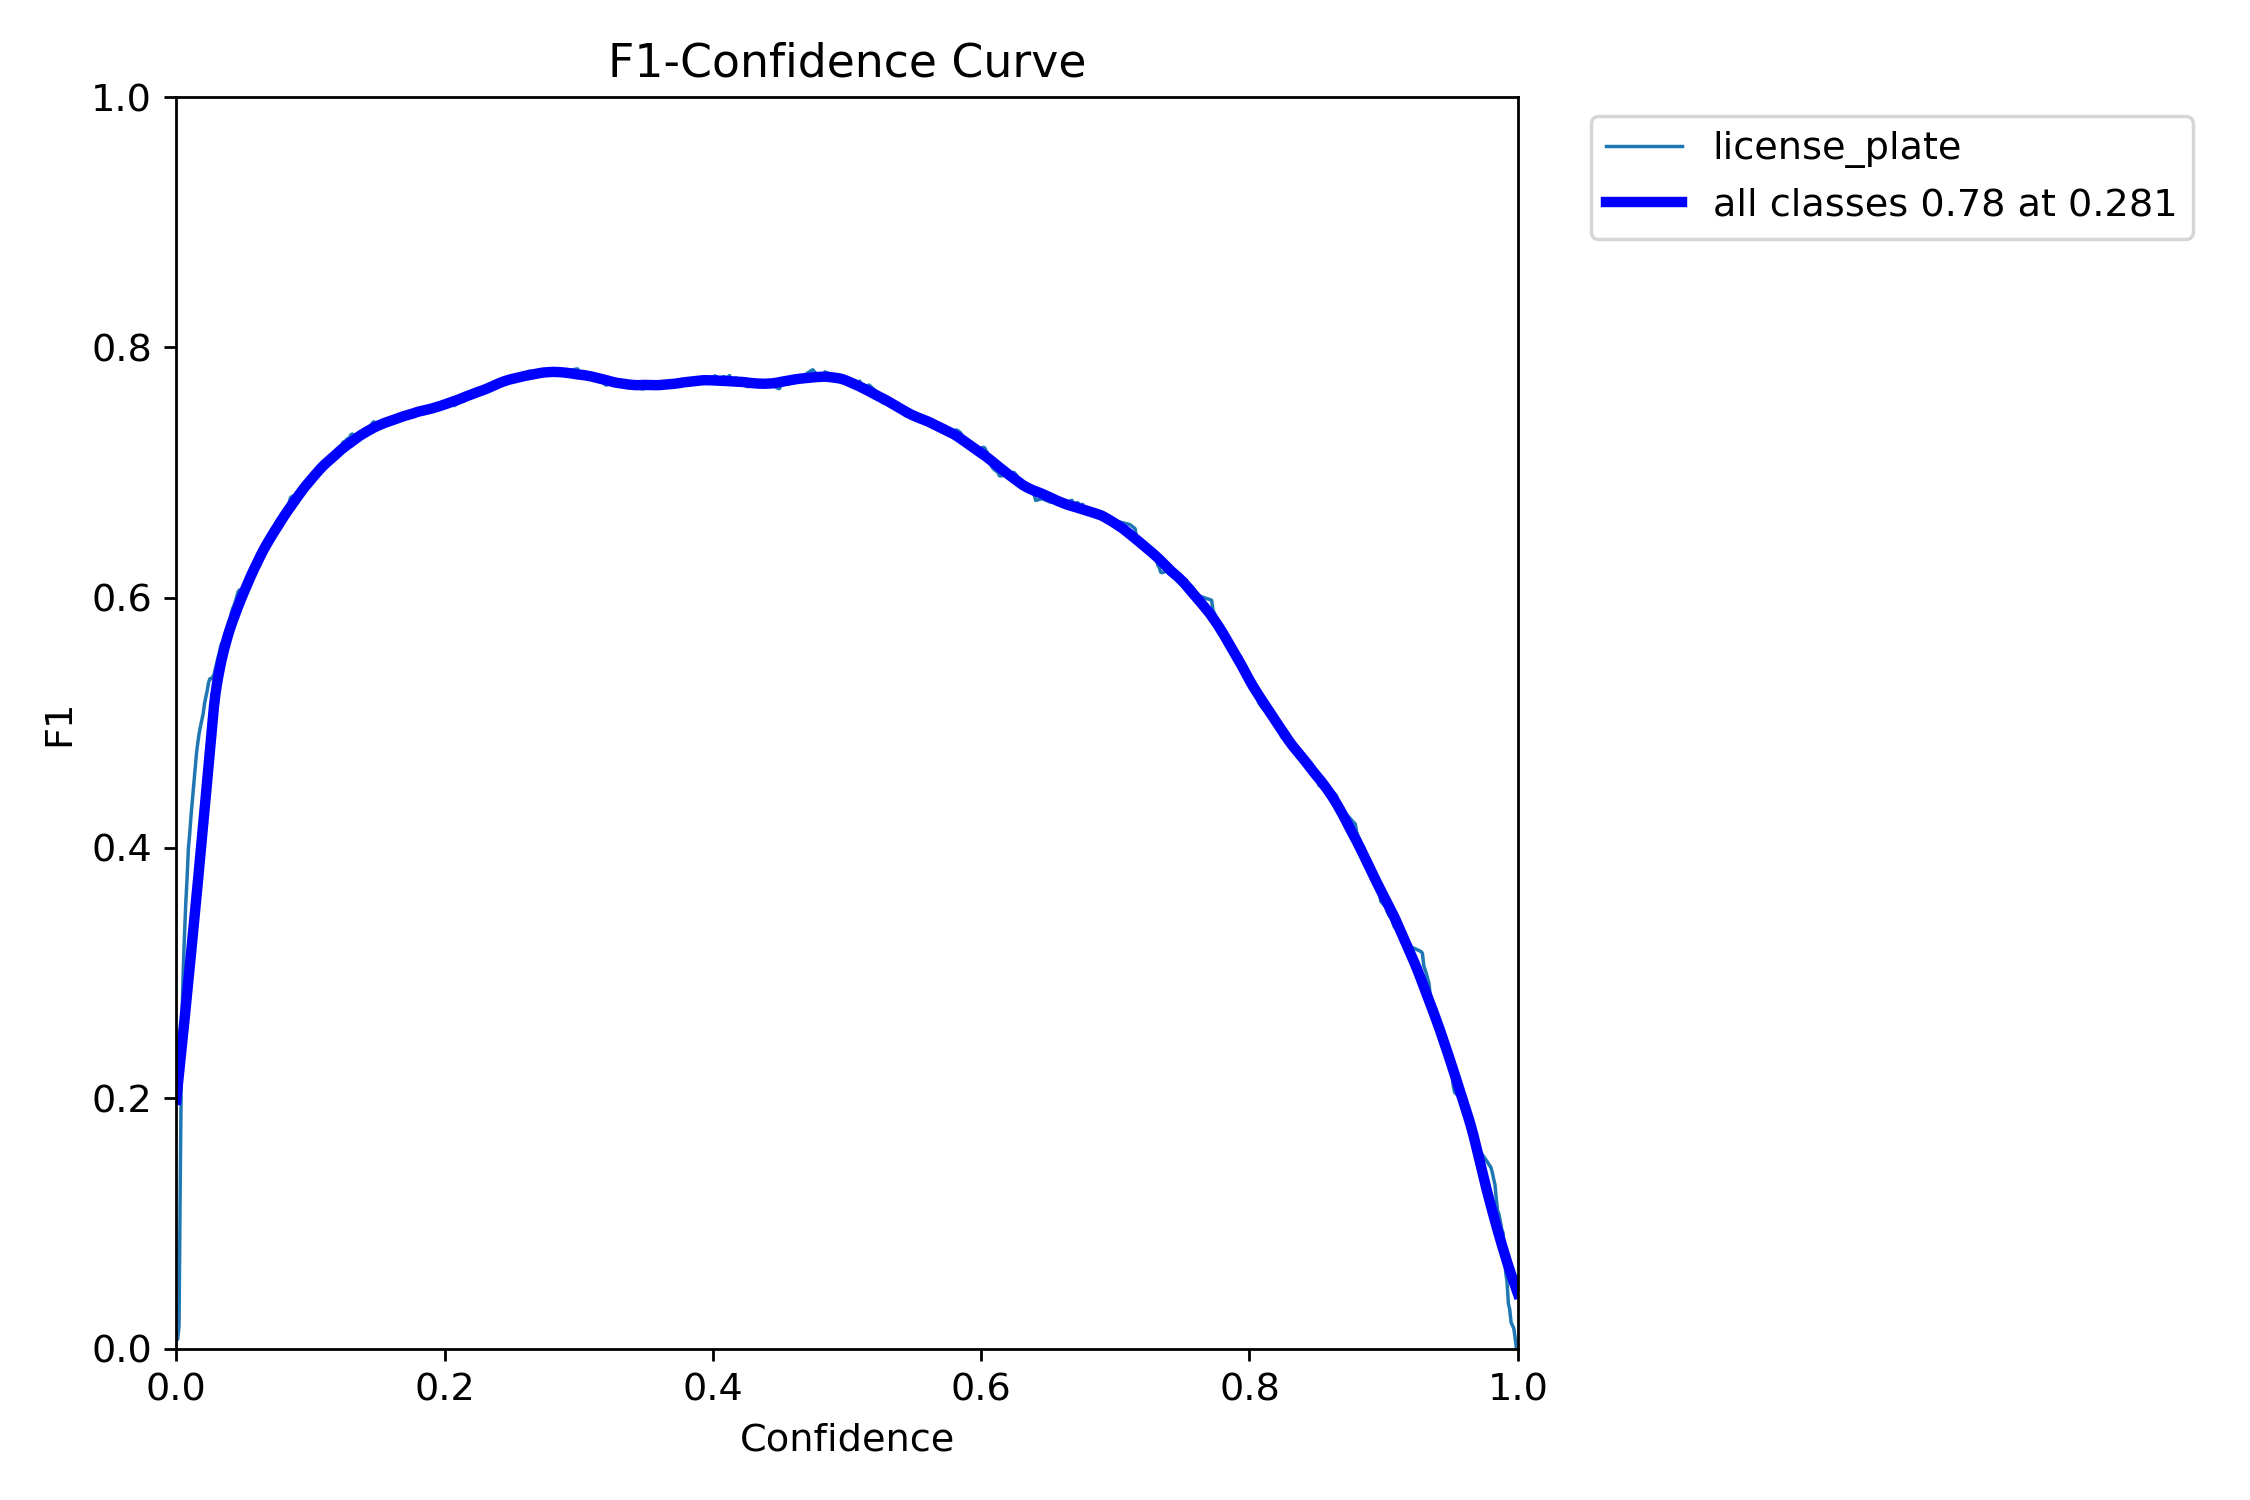 F1-Confidence Curve
1.0
0.8
0.6
0.4
0.2
0.0
F1
0.0 0.2 0.4 0.6 0.8 1.0
Confidence
license_plate
all classes 0.78 at 0.281